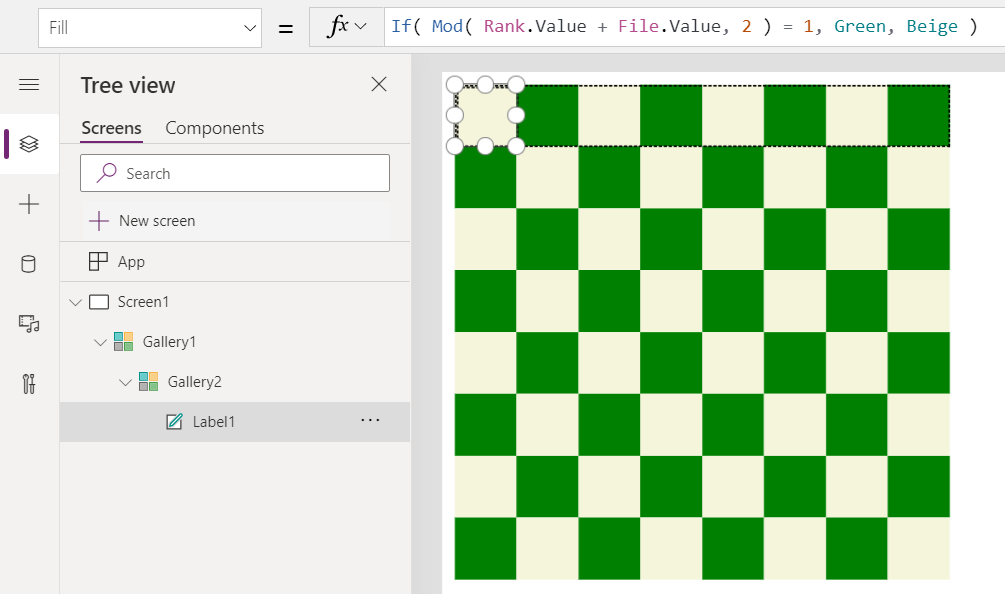 Fill = fx If( Mod( Rank.Value + File.Value, 2 ) = 1, Green, Beige )
Tree view
Screens Components
Search
New screen
App
Screen1
Gallery1
Gallery2
Label1 ...